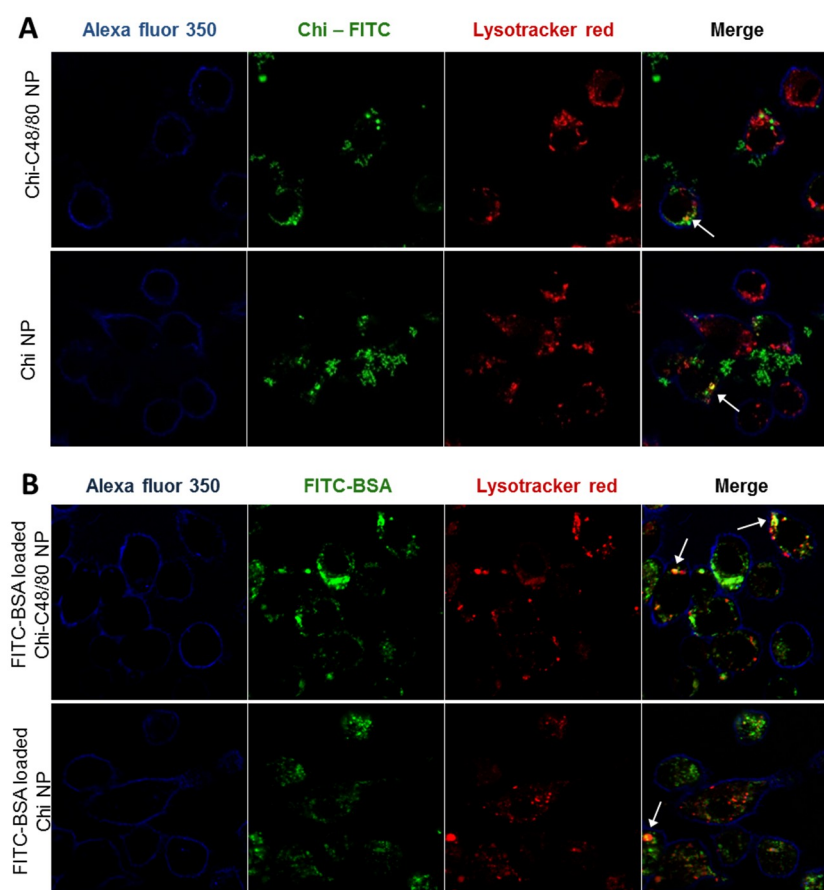 A
Alexa fluor 350 Chi – FITC Lysotracker red Merge
Chi-C48/80 NP
Chi NP
B
Alexa fluor 350 FITC-BSA Lysotracker red Merge
FITC-BSA loaded
Chi-C48/80 NP
FITC-BSA loaded
Chi NP